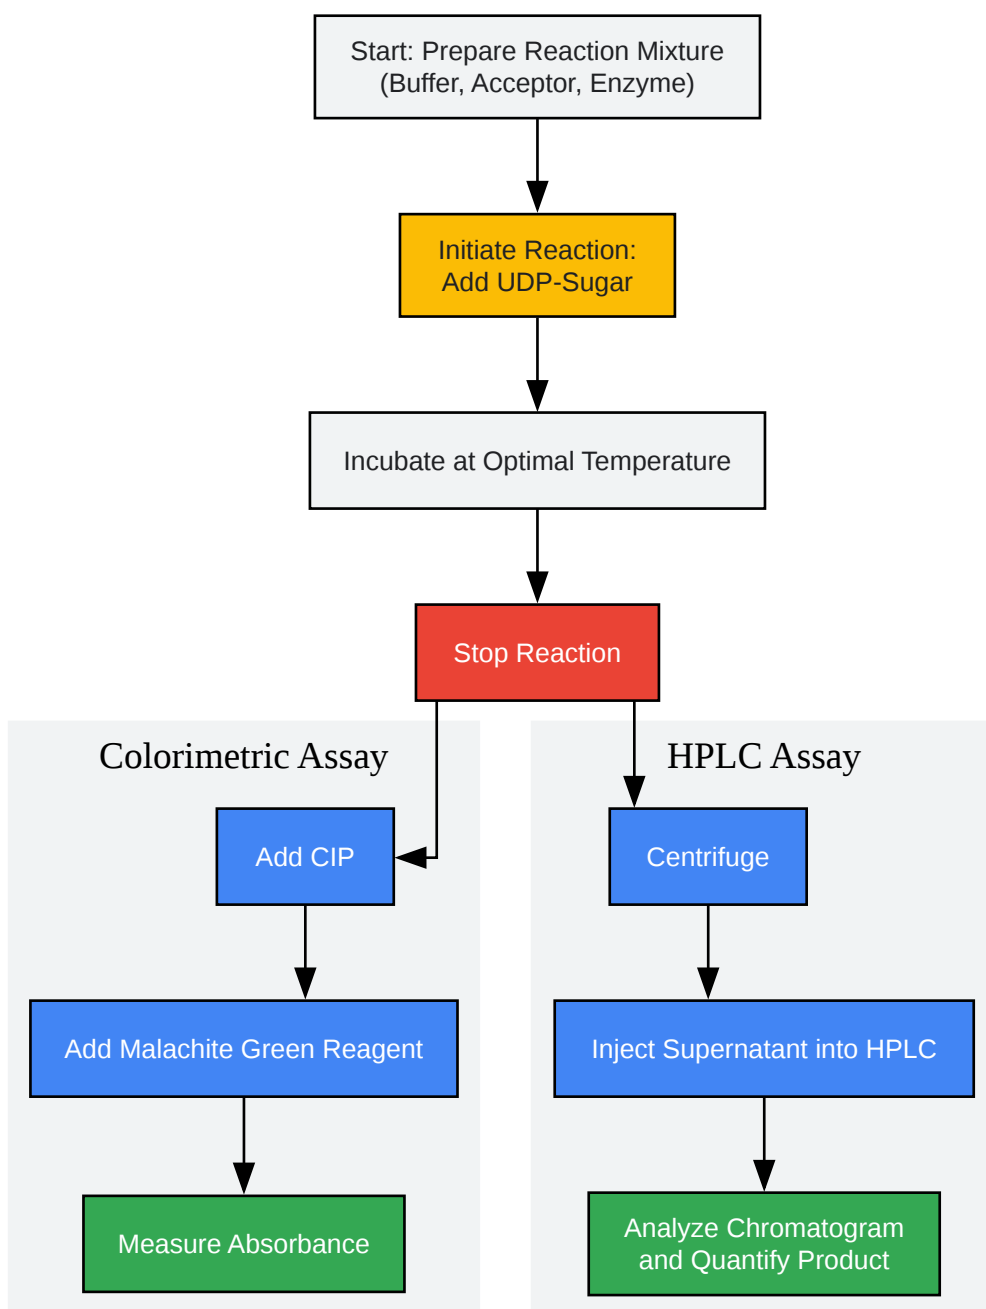 Start: Prepare Reaction Mixture
(Buffer, Acceptor, Enzyme)
Initiate Reaction:
Add UDP-Sugar
Incubate at Optimal Temperature
Stop Reaction
Colorimetric Assay
Add CIP
Add Malachite Green Reagent
Measure Absorbance
HPLC Assay
Centrifuge
Inject Supernatant into HPLC
Analyze Chromatogram
and Quantify Product